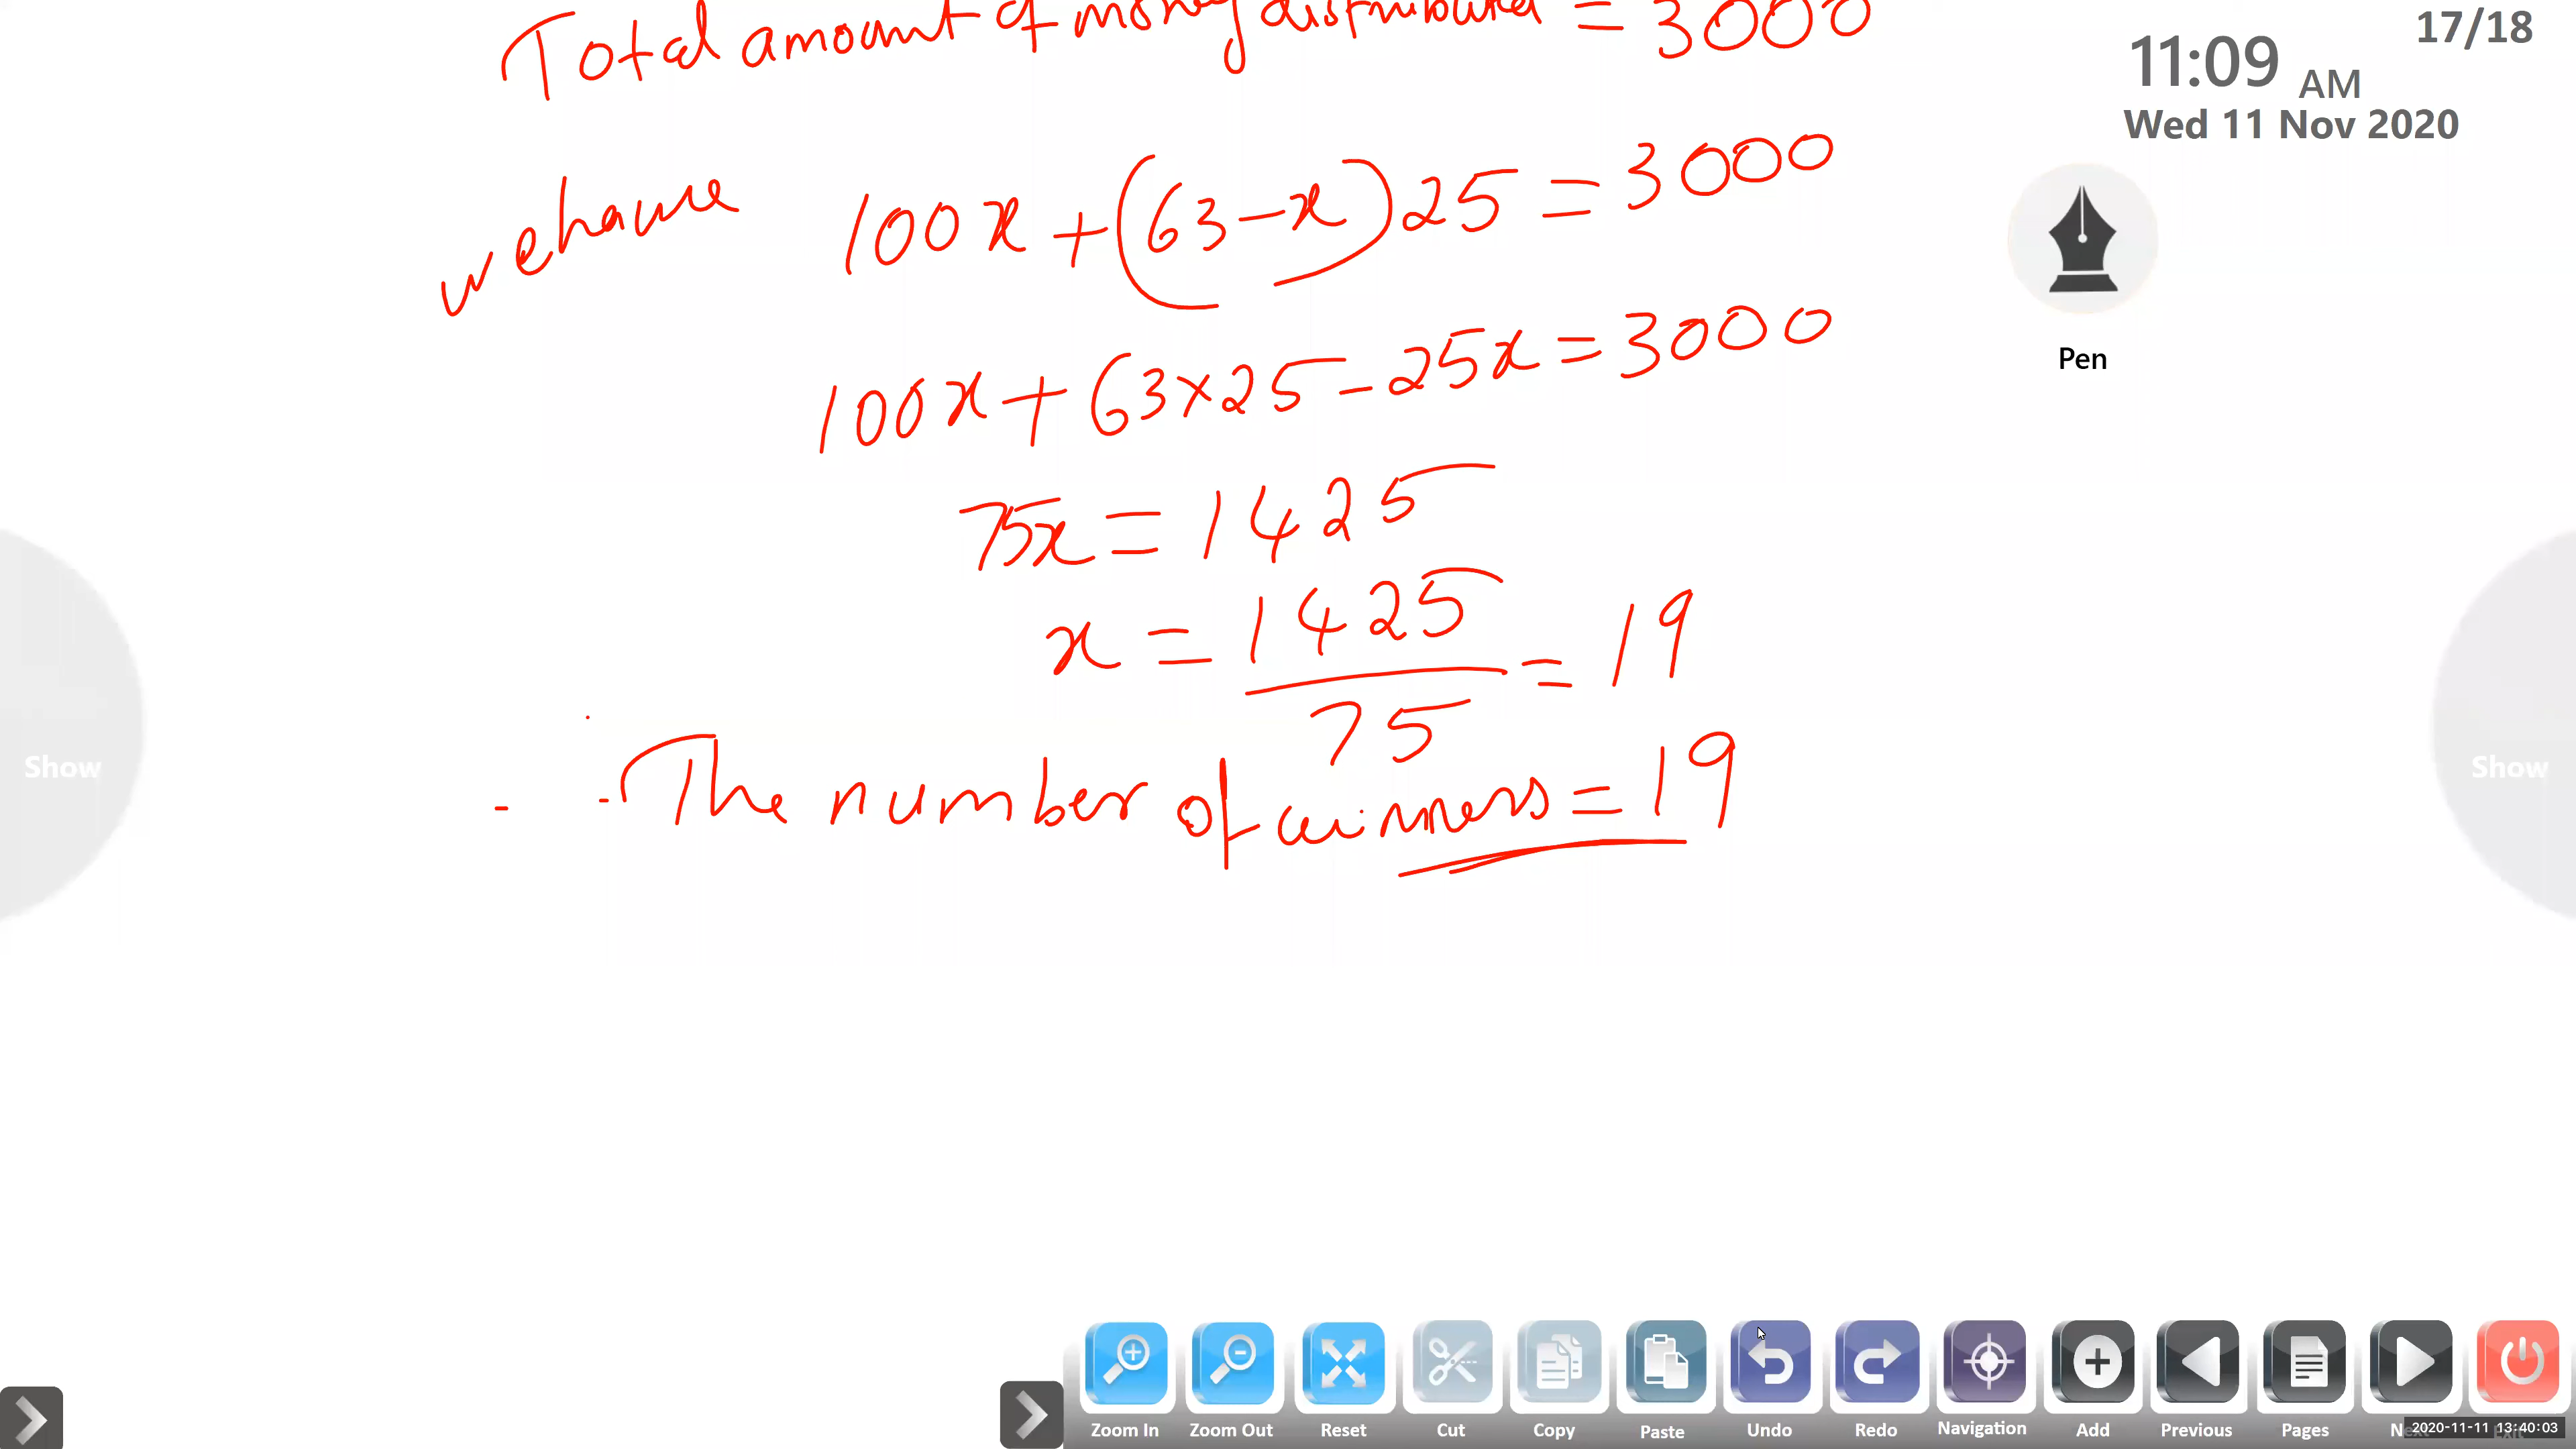 Total amount of money distributed = 3000
17/18
11:09 AM
Wed 11 Nov 2020
we have 100x + (63-x)25 = 3000
Pen
100x + 63×25 - 25x = 3000
75x = 1425
x = 1425/75 = 19
Show
Show
The number of winners = 19
Zoom In Zoom Out Reset Cut Copy Paste Undo Redo Navigation Add Previous Pages
2020-11-11 13:40:03